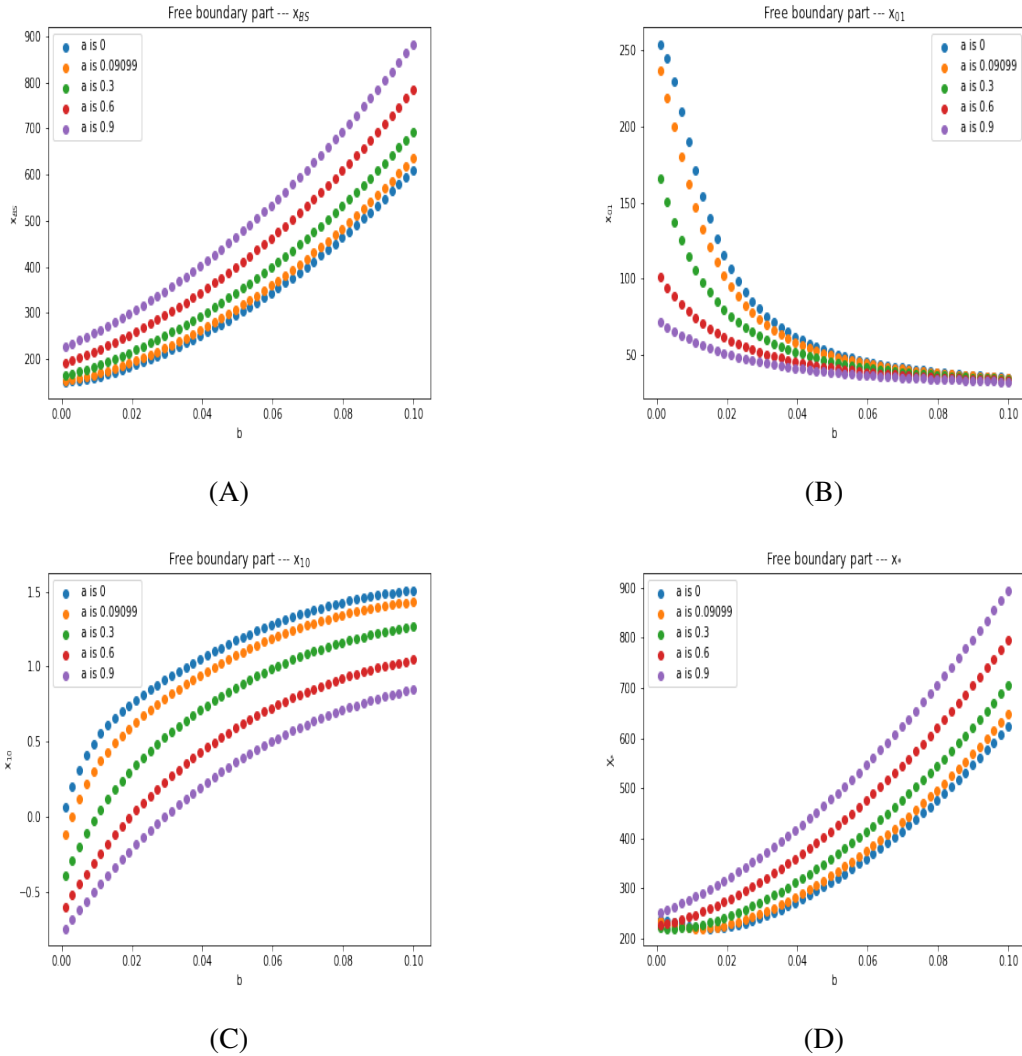 Free boundary part --- x_BS
900
800
700
600
500
400
300
200
x_BS
a is 0
a is 0.09099
a is 0.3
a is 0.6
a is 0.9
0.00 0.02 0.04 0.06 0.08 0.10
b
(A)
Free boundary part --- x_01
250
200
150
100
50
x_01
a is 0
a is 0.09099
a is 0.3
a is 0.6
a is 0.9
0.00 0.02 0.04 0.06 0.08 0.10
b
(B)
Free boundary part --- x_10
1.5
1.0
0.5
0.0
−0.5
x_10
a is 0
a is 0.09099
a is 0.3
a is 0.6
a is 0.9
0.00 0.02 0.04 0.06 0.08 0.10
b
(C)
Free boundary part --- x_*
900
800
700
600
500
400
300
200
x_*
a is 0
a is 0.09099
a is 0.3
a is 0.6
a is 0.9
0.00 0.02 0.04 0.06 0.08 0.10
b
(D)